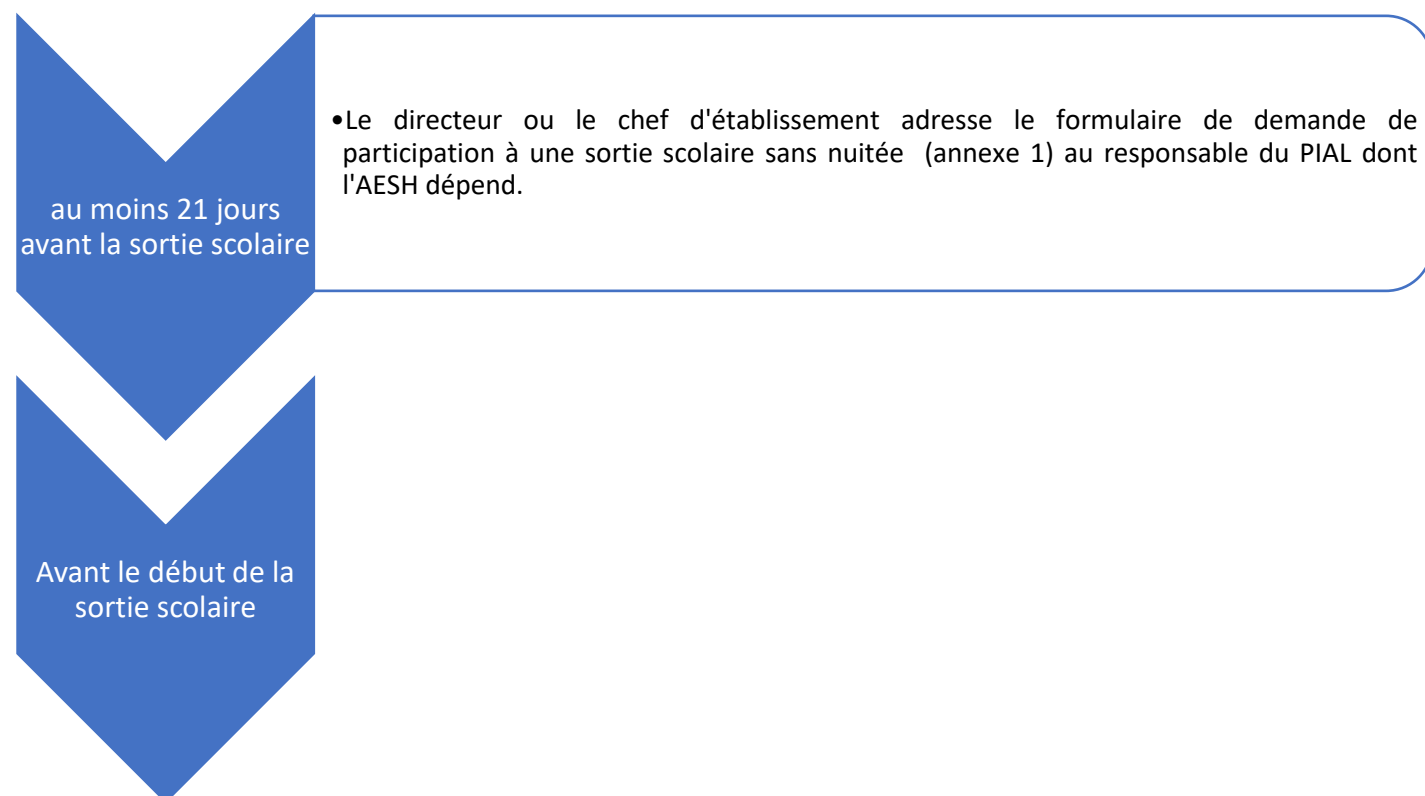 au moins 21 jours
avant la sortie scolaire
•Le directeur ou le chef d'établissement adresse le formulaire de demande de
participation à une sortie scolaire sans nuitée (annexe 1) au responsable du PIAL dont
l'AESH dépend.
Avant le début de la
sortie scolaire